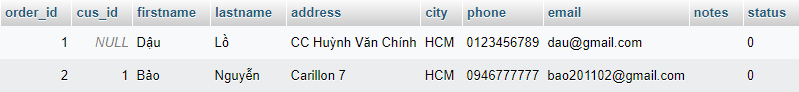 order_id cus_id firstname lastname address city phone email notes status
1 NULL Dậu Lồ CC Huỳnh Văn Chính HCM 0123456789 dau@gmail.com 0
2 1 Bảo Nguyễn Carillon 7 HCM 0946777777 bao201102@gmail.com 0